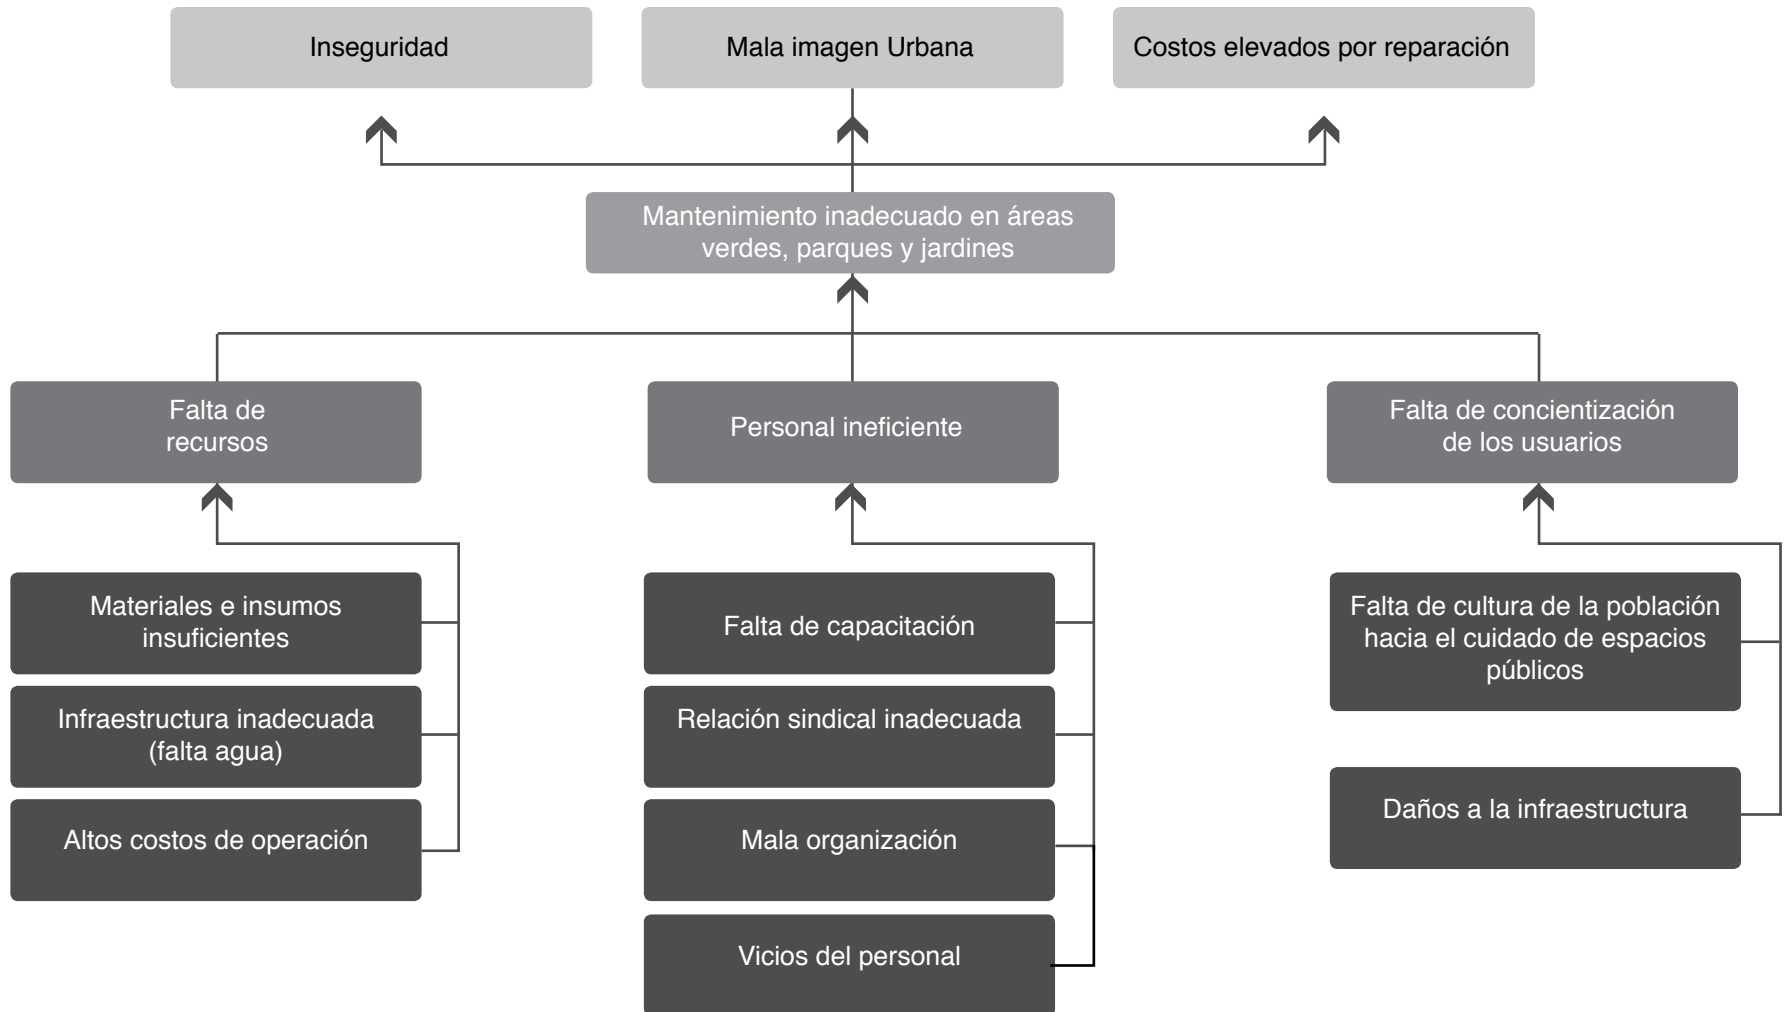 Inseguridad
Mala imagen Urbana
Costos elevados por reparación
Mantenimiento inadecuado en áreas
verdes, parques y jardines
Falta de
recursos
Personal ineficiente
Falta de concientización
de los usuarios
Materiales e insumos
insuficientes
Infraestructura inadecuada
(falta agua)
Altos costos de operación
Falta de capacitación
Relación sindical inadecuada
Mala organización
Vicios del personal
Falta de cultura de la población
hacia el cuidado de espacios
públicos
Daños a la infraestructura